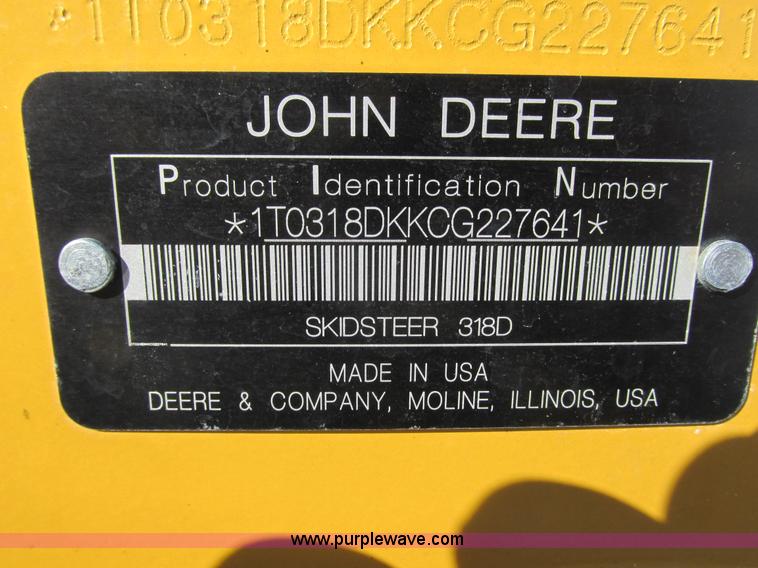 *1T0318DKKCG227641
JOHN DEERE
Product Identification Number
*1T0318DKKCG227641*
SKIDSTEER 318D
MADE IN USA
DEERE & COMPANY, MOLINE, ILLINOIS, USA
www.purplewave.com